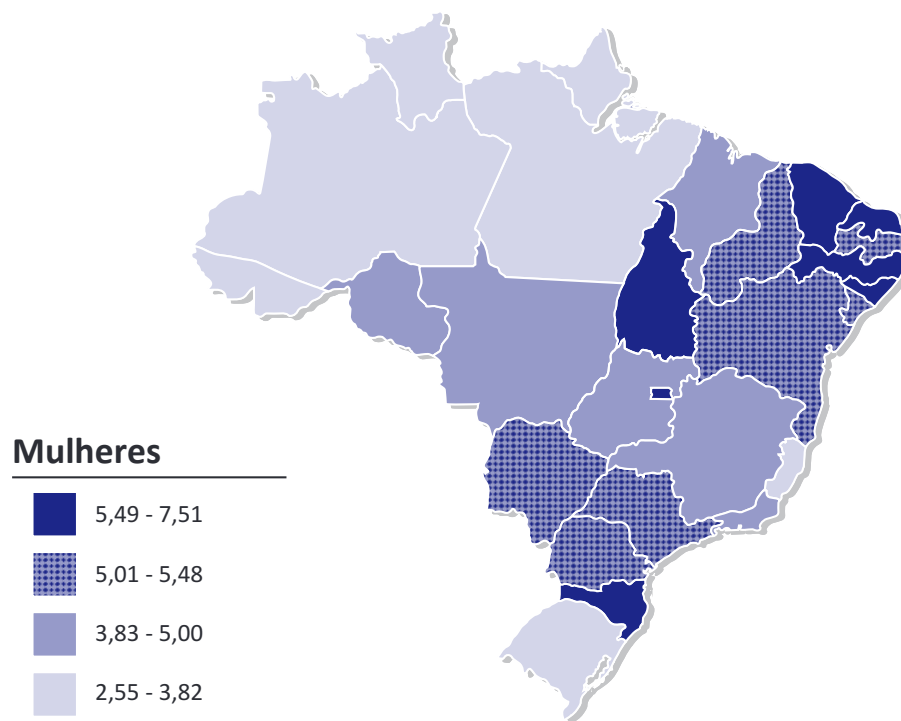 Mulheres
5,49 - 7,51
5,01 - 5,48
3,83 - 5,00
2,55 - 3,82